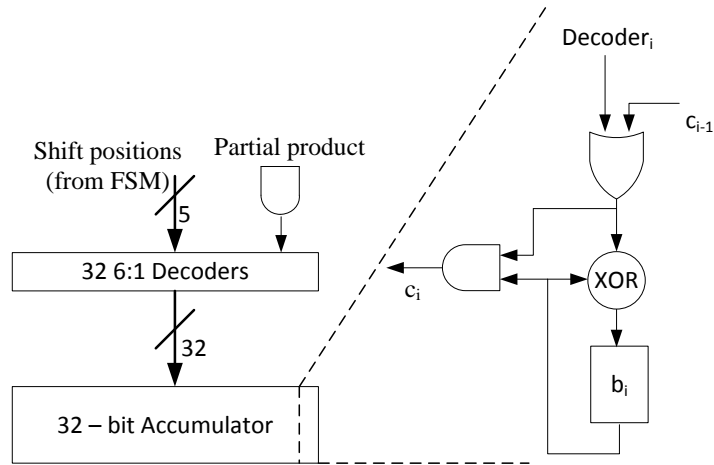 Decoderᵢ
cᵢ₋₁
Shift positions
(from FSM)
Partial product
5
32 6:1 Decoders
cᵢ
XOR
32
bᵢ
32 – bit Accumulator